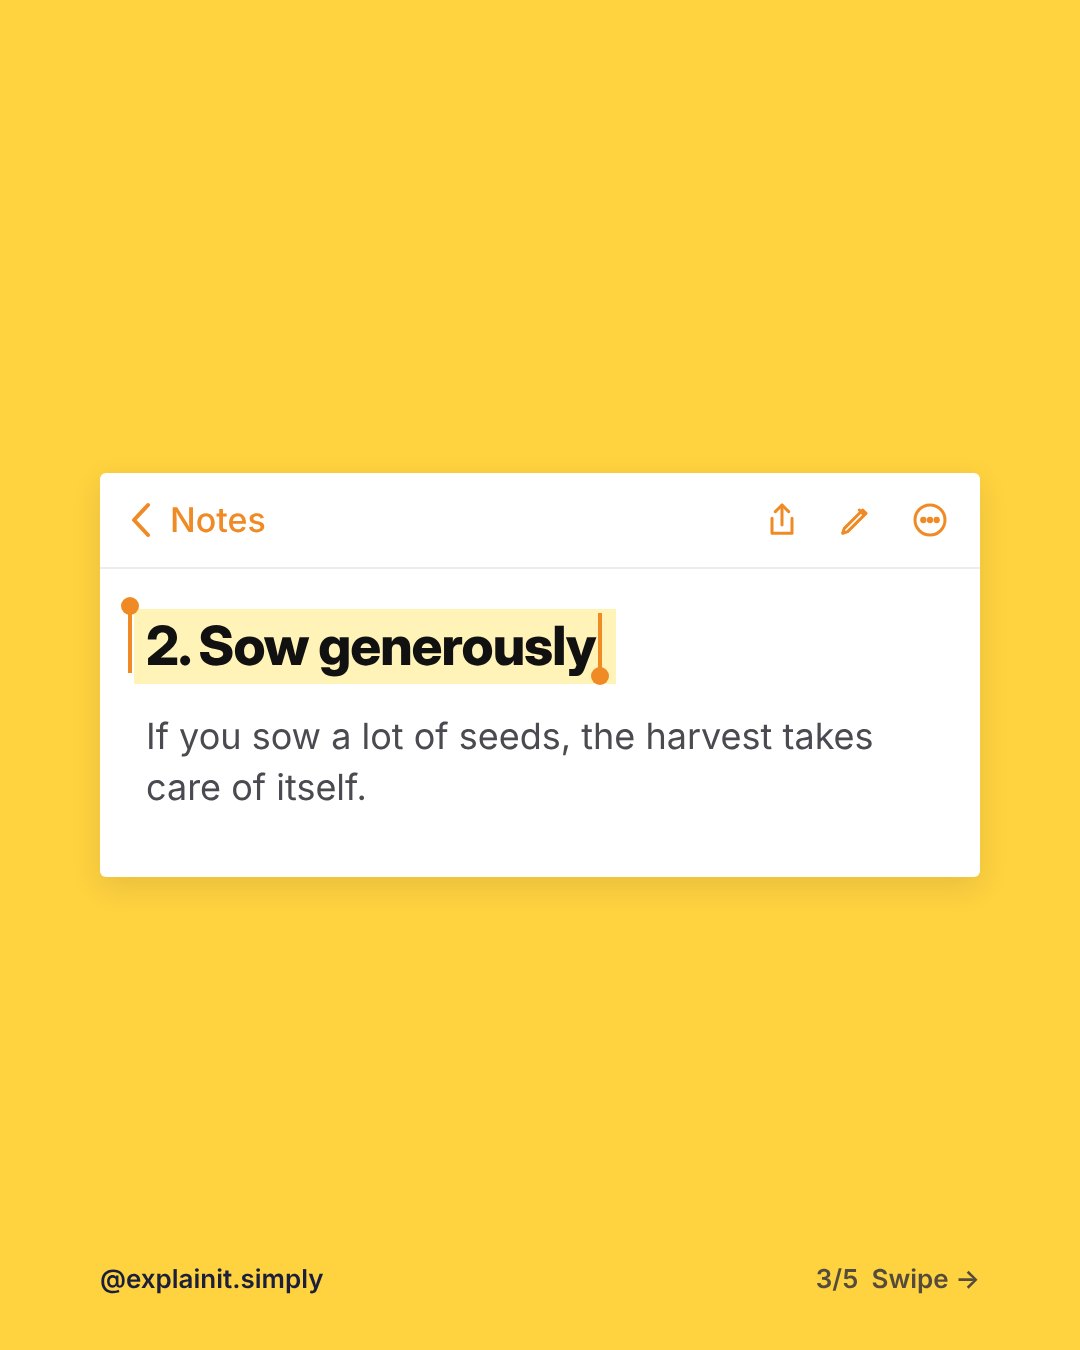 Notes
2. Sow generously
If you sow a lot of seeds, the harvest takes
care of itself.
@explainit.simply
3/5 Swipe →